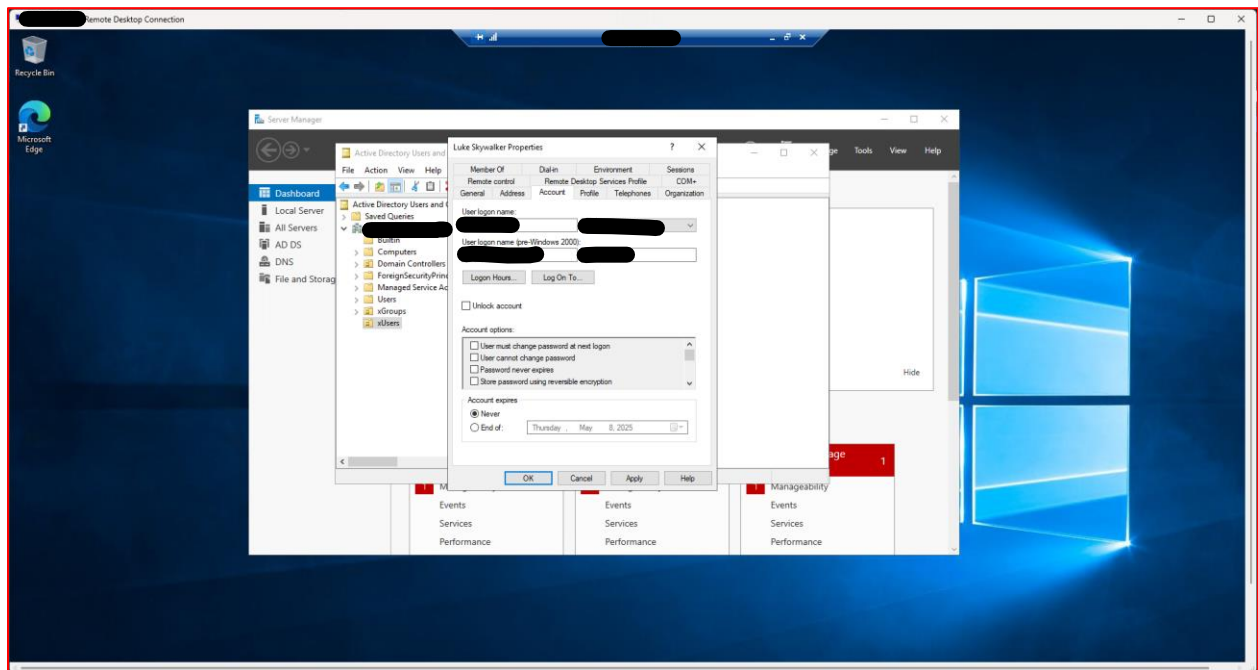 Remote Desktop Connection
Recycle Bin
Microsoft
Edge
Server Manager
Tools View Help
Dashboard
Local Server
All Servers
AD DS
DNS
File and Storag
Active Directory Users and
File Action View Help
Active Directory Users and
Saved Queries
Builtin
Computers
Domain Controllers
ForeignSecurityPrinc
Managed Service Ac
Users
xGroups
xUsers
Luke Skywalker Properties
Member Of Dial-in Environment Sessions
Remote control Remote Desktop Services Profile COM+
General Address Account Profile Telephones Organization
User logon name:
User logon name (pre-Windows 2000):
Logon Hours... Log On To...
Unlock account
Account options:
User must change password at next logon
User cannot change password
Password never expires
Store password using reversible encryption
Account expires
Never
End of: Thursday , May 8, 2025
OK Cancel Apply Help
Hide
1
1 Manageability
Events Events Events
Services Services Services
Performance Performance Performance